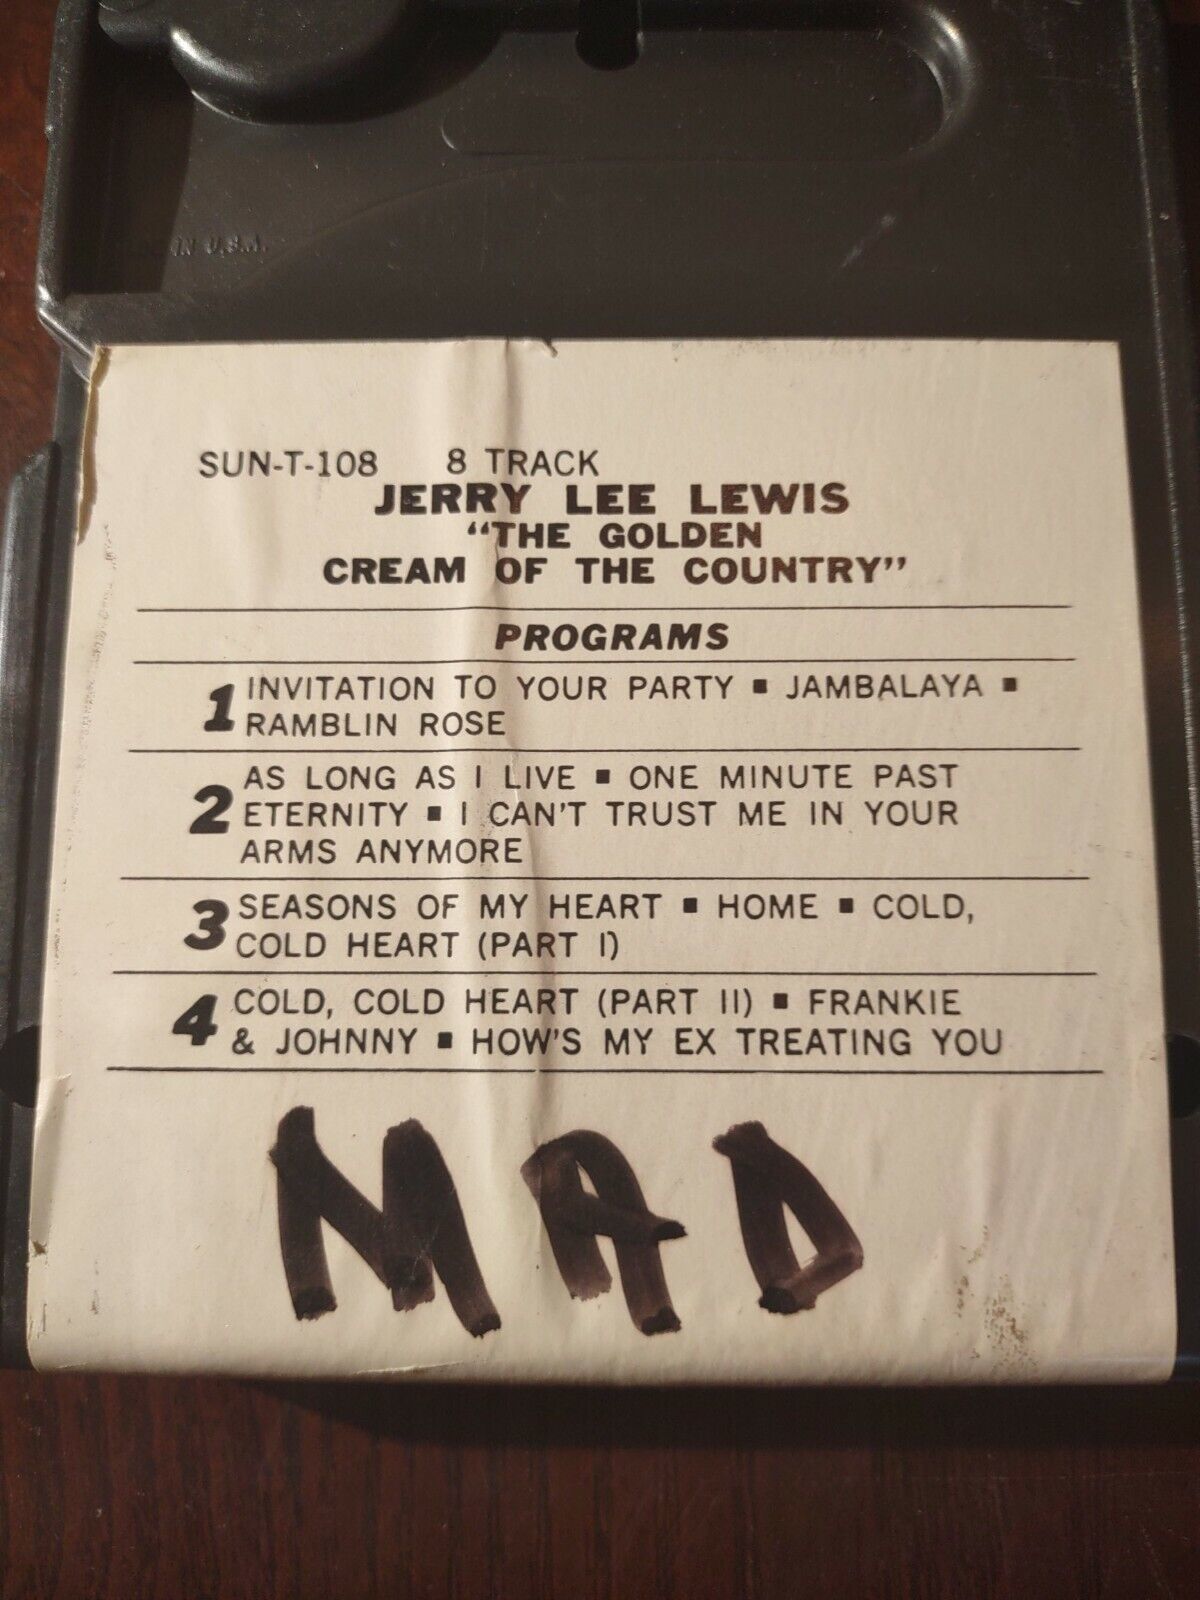 IN U.S.A.
SUN-T-108 8 TRACK
JERRY LEE LEWIS
"THE GOLDEN
CREAM OF THE COUNTRY"
PROGRAMS
1 INVITATION TO YOUR PARTY ▪ JAMBALAYA ▪
RAMBLIN ROSE
2 AS LONG AS I LIVE ▪ ONE MINUTE PAST
ETERNITY ▪ I CAN'T TRUST ME IN YOUR
ARMS ANYMORE
3 SEASONS OF MY HEART ▪ HOME ▪ COLD,
COLD HEART (PART I)
4 COLD, COLD HEART (PART II) ▪ FRANKIE
& JOHNNY ▪ HOW'S MY EX TREATING YOU
MAD